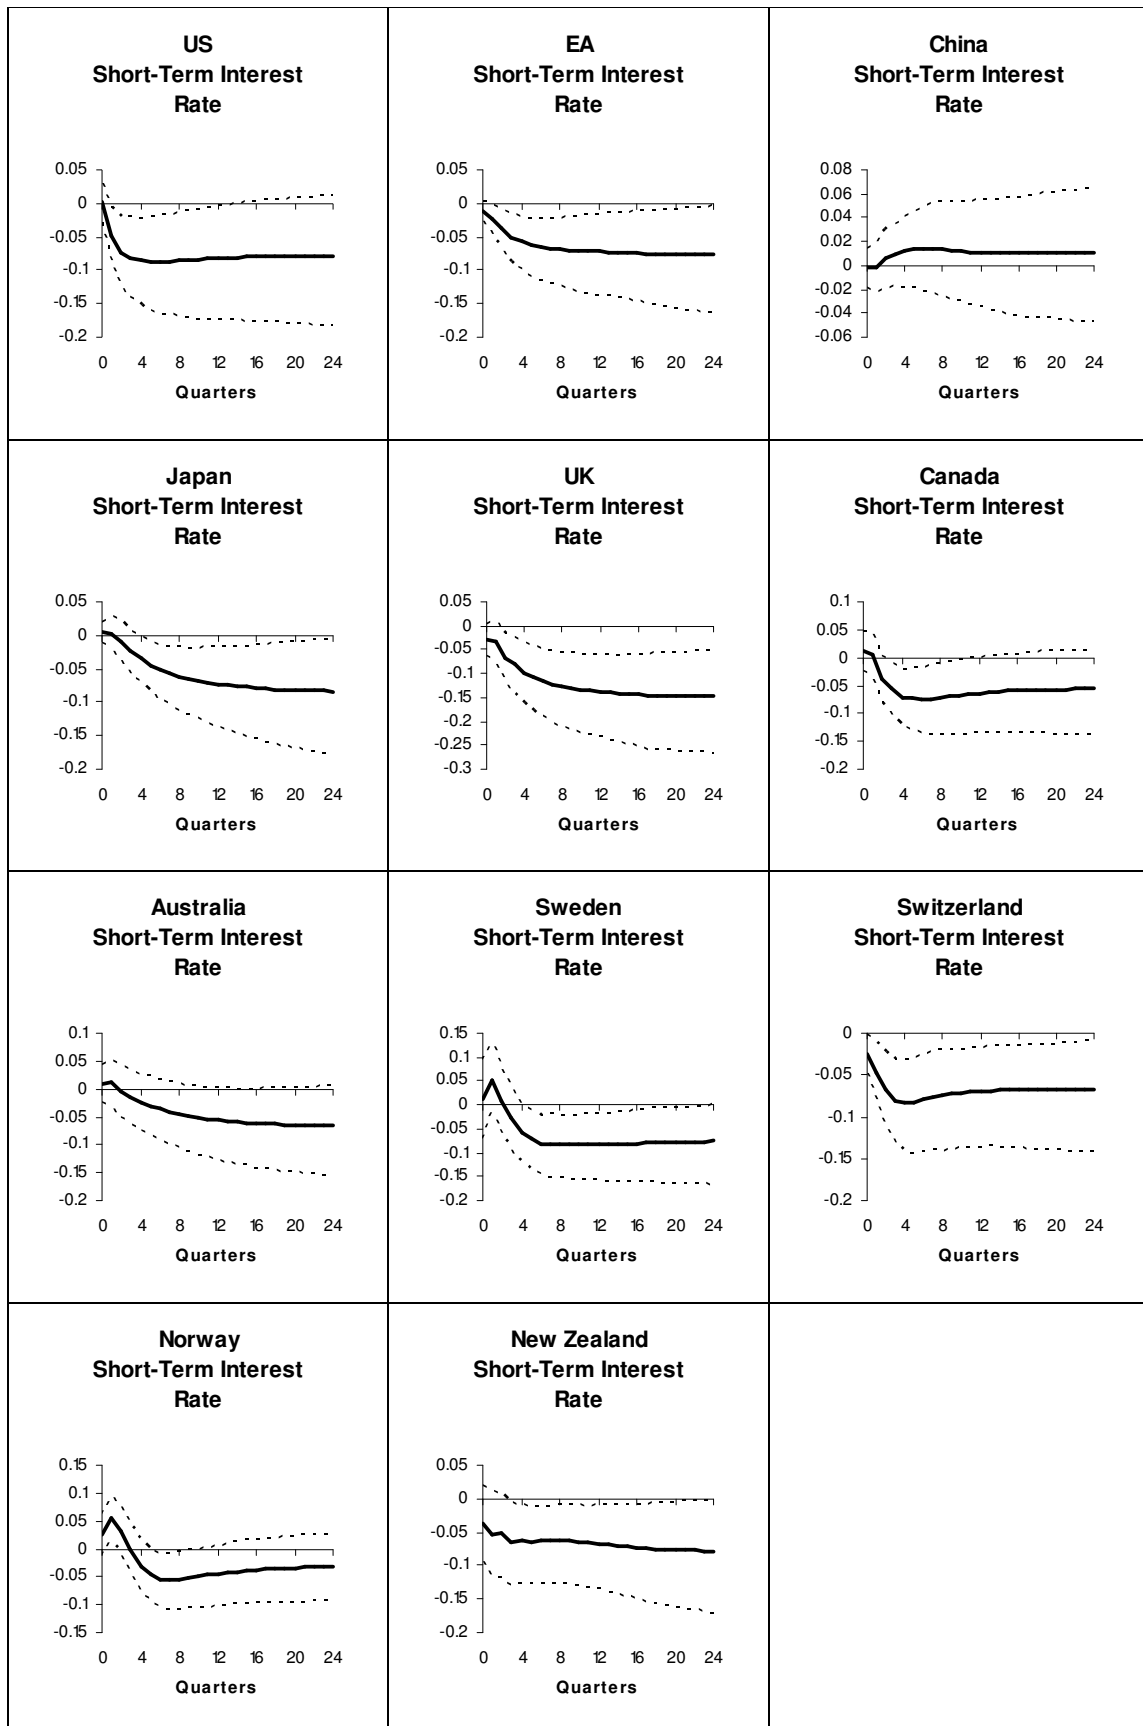 US
Short-Term Interest
Rate
0.05
0
-0.05
-0.1
-0.15
-0.2
0 4 8 12 16 20 24
Quarters
EA
Short-Term Interest
Rate
0.05
0
-0.05
-0.1
-0.15
-0.2
0 4 8 12 16 20 24
Quarters
China
Short-Term Interest
Rate
0.08
0.06
0.04
0.02
0
-0.02
-0.04
-0.06
0 4 8 12 16 20 24
Quarters
Japan
Short-Term Interest
Rate
0.05
0
-0.05
-0.1
-0.15
-0.2
0 4 8 12 16 20 24
Quarters
UK
Short-Term Interest
Rate
0.05
0
-0.05
-0.1
-0.15
-0.2
-0.25
-0.3
0 4 8 12 16 20 24
Quarters
Canada
Short-Term Interest
Rate
0.1
0.05
0
-0.05
-0.1
-0.15
-0.2
0 4 8 12 16 20 24
Quarters
Australia
Short-Term Interest
Rate
0.1
0.05
0
-0.05
-0.1
-0.15
-0.2
0 4 8 12 16 20 24
Quarters
Sweden
Short-Term Interest
Rate
0.15
0.1
0.05
0
-0.05
-0.1
-0.15
-0.2
0 4 8 12 16 20 24
Quarters
Switzerland
Short-Term Interest
Rate
0
-0.05
-0.1
-0.15
-0.2
0 4 8 12 16 20 24
Quarters
Norway
Short-Term Interest
Rate
0.15
0.1
0.05
0
-0.05
-0.1
-0.15
0 4 8 12 16 20 24
Quarters
New Zealand
Short-Term Interest
Rate
0.05
0
-0.05
-0.1
-0.15
-0.2
0 4 8 12 16 20 24
Quarters